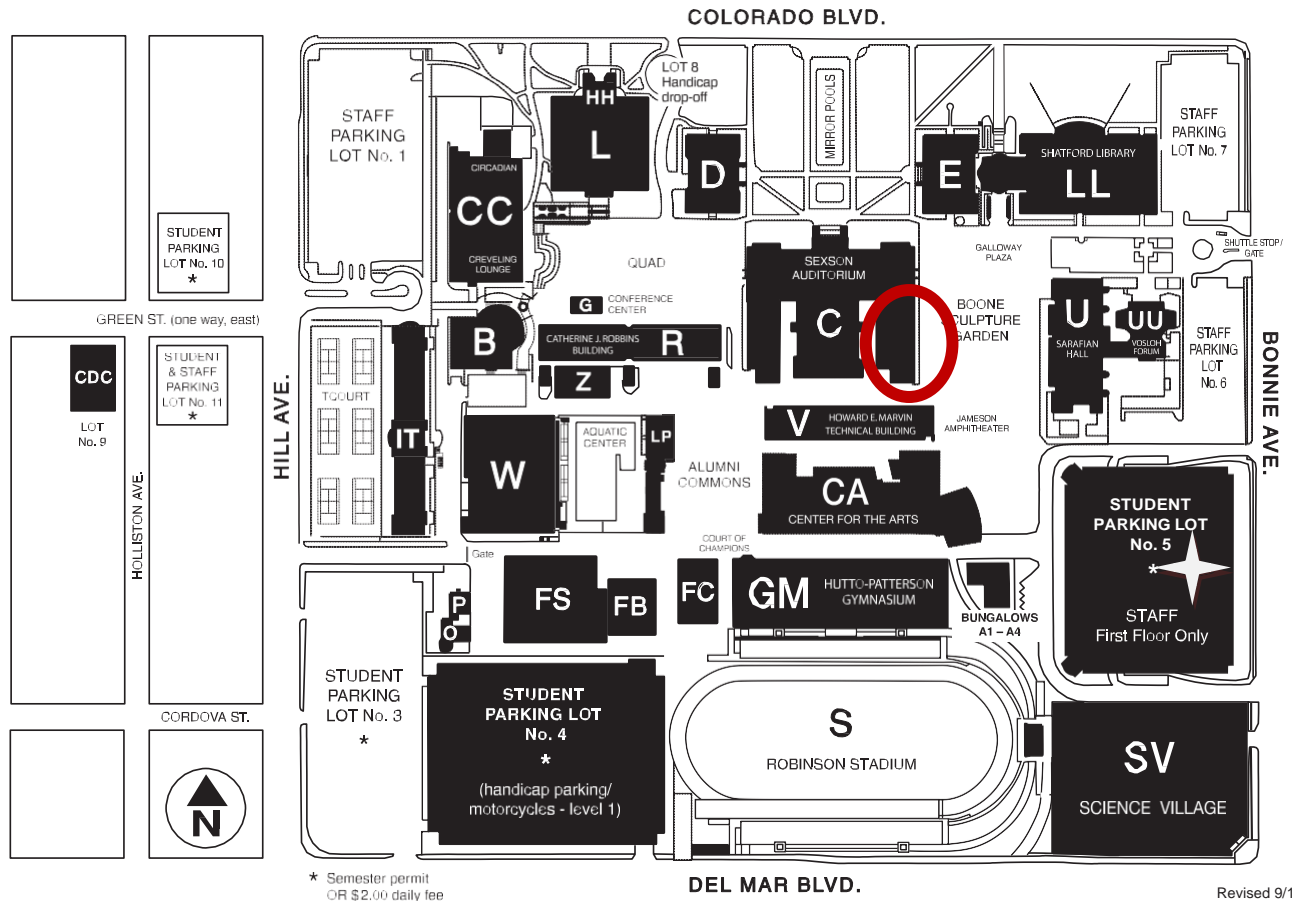 COLORADO BLVD.
LOT 8
Handicap
drop-off
HH
L
STAFF
PARKING
LOT No. 1
MIRROR POOLS
STAFF
PARKING
LOT No. 7
SHATFORD LIBRARY
LL
D
E
CIRCADIAN
CC
CREVELING
LOUNGE
STUDENT
PARKING
LOT No. 10
*
QUAD
SEXSON
AUDITORIUM
GALLOWAY
PLAZA
SHUTTLE STOP/
GATE
G
CONFERENCE
CENTER
C
BOONE
SCULPTURE
GARDEN
U
SARAFIAN
HALL
UU
VOSLOH
FORUM
STAFF
PARKING
LOT
No. 6
GREEN ST. (one way, east)
B
CATHERINE J. ROBBINS
BUILDING
R
CDC
LOT
No. 9
STUDENT
& STAFF
PARKING
LOT No. 11
*
TCOURT
Z
HILL AVE.
BONNIE AVE.
HOLLISTON AVE.
IT
W
AQUATIC
CENTER
LP
V
HOWARD E. MARVIN
TECHNICAL BUILDING
JAMESON
AMPHITHEATER
ALUMNI
COMMONS
CA
CENTER FOR THE ARTS
STUDENT
PARKING LOT
No. 5
*
STAFF
First Floor Only
COURT OF
CHAMPIONS
Gate
P
O
FS
FB
FC
GM
HUTTO-PATTERSON
GYMNASIUM
BUNGALOWS
A1 – A4
STUDENT
PARKING
LOT No. 3
*
STUDENT
PARKING LOT
No. 4
*
(handicap parking/
motorcycles - level 1)
S
ROBINSON STADIUM
SV
SCIENCE VILLAGE
CORDOVA ST.
N
* Semester permit
OR $2.00 daily fee
DEL MAR BLVD.
Revised 9/1